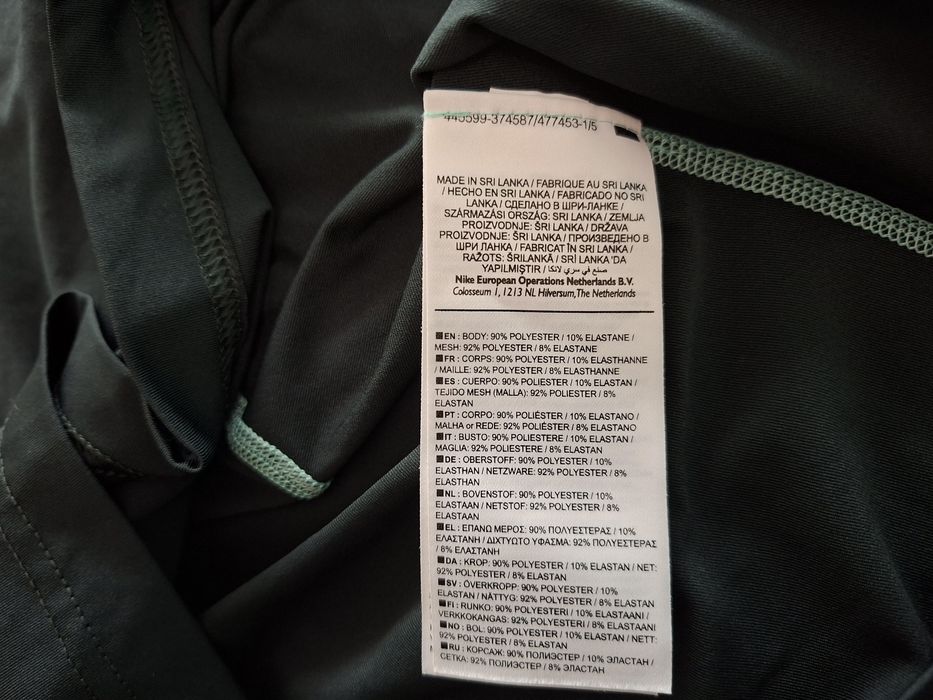 445599-374587/477453-1/5
MADE IN SRI LANKA / FABRIQUE AU SRI LANKA
/ HECHO EN SRI LANKA / FABRICADO NO SRI
LANKA / СДЕЛАНО В ШРИ-ЛАНКЕ /
SZÁRMAZÁSI ORSZÁG: SRI LANKA / ZEMLJA
PROIZVODNJE: ŠRI LANKA / DRŽAVA
PROIZVODNJE: ŠRI LANKA / ПРОИЗВЕДЕНО В
ШРИ ЛАНКА / FABRICAT ÎN SRI LANKA /
RAŽOTS: ŠRILANKĀ / SRİ LANKA 'DA
YAPILMIŞTIR / صنع في سري لانكا
Nike European Operations Netherlands B.V.
Colosseum 1, 1213 NL Hilversum, The Netherlands
EN : BODY: 90% POLYESTER / 10% ELASTANE /
MESH: 92% POLYESTER / 8% ELASTANE
FR : CORPS: 90% POLYESTER / 10% ELASTHANNE
/ MAILLE: 92% POLYESTER / 8% ELASTHANNE
ES : CUERPO: 90% POLIESTER / 10% ELASTAN /
TEJIDO MESH (MALLA): 92% POLIESTER / 8%
ELASTAN
PT : CORPO: 90% POLIÉSTER / 10% ELASTANO /
MALHA or REDE: 92% POLIÉSTER / 8% ELASTANO
IT : BUSTO: 90% POLIESTERE / 10% ELASTAN /
MAGLIA: 92% POLIESTERE / 8% ELASTAN
DE : OBERSTOFF: 90% POLYESTER / 10%
ELASTHAN / NETZWARE: 92% POLYESTER / 8%
ELASTHAN
NL : BOVENSTOF: 90% POLYESTER / 10%
ELASTAAN / NETSTOF: 92% POLYESTER / 8%
ELASTAAN
EL : ΕΠΑΝΩ ΜΕΡΟΣ: 90% ΠΟΛΥΕΣΤΕΡΑΣ / 10%
ΕΛΑΣΤΑΝΗ / ΔΙΧΤΥΩΤΟ ΥΦΑΣΜΑ: 92% ΠΟΛΥΕΣΤΕΡΑΣ
/ 8% ΕΛΑΣΤΑΝΗ
DA : KROP: 90% POLYESTER / 10% ELASTAN / NET:
92% POLYESTER / 8% ELASTAN
SV : ÖVERKROPP: 90% POLYESTER / 10%
ELASTAN / NÄTTYG: 92% POLYESTER / 8% ELASTAN
FI : RUNKO: 90% POLYESTERI / 10% ELASTAANI /
VERKKOKANGAS: 92% POLYESTERI / 8% ELASTAANI
NO : BOL: 90% POLYESTER / 10% ELASTAN / NETT:
92% POLYESTER / 8% ELASTAN
RU : КОРСАЖ: 90% ПОЛИЭСТЕР / 10% ЭЛАСТАН /
СЕТКА: 92% ПОЛИЭСТЕР / 8% ЭЛАСТАН